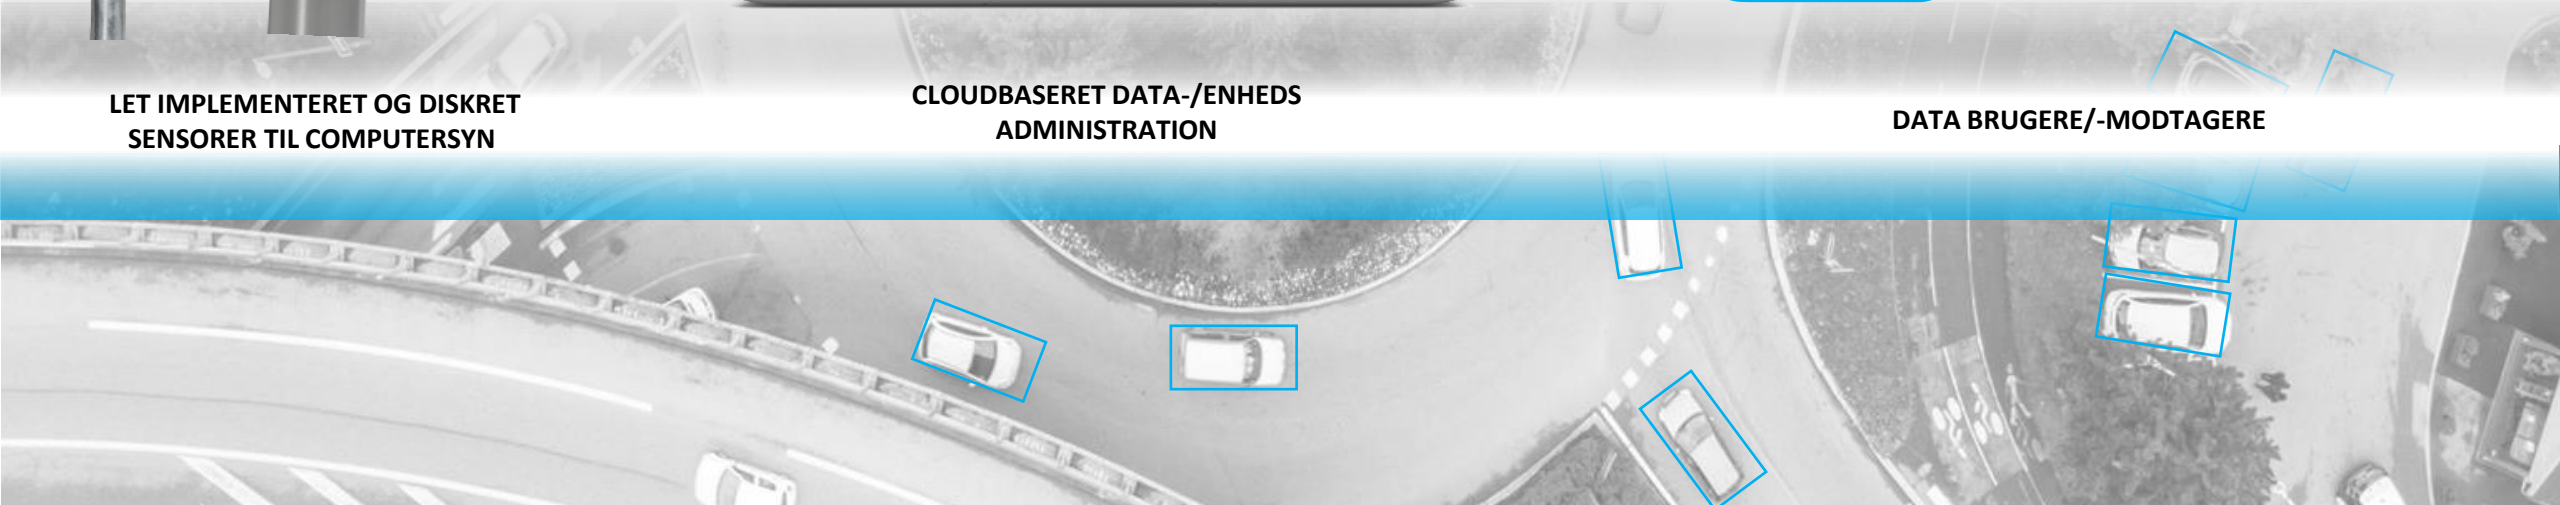 LET IMPLEMENTERET OG DISKRET
SENSORER TIL COMPUTERSYN
CLOUDBASERET DATA-/ENHEDS
ADMINISTRATION
DATA BRUGERE/-MODTAGERE